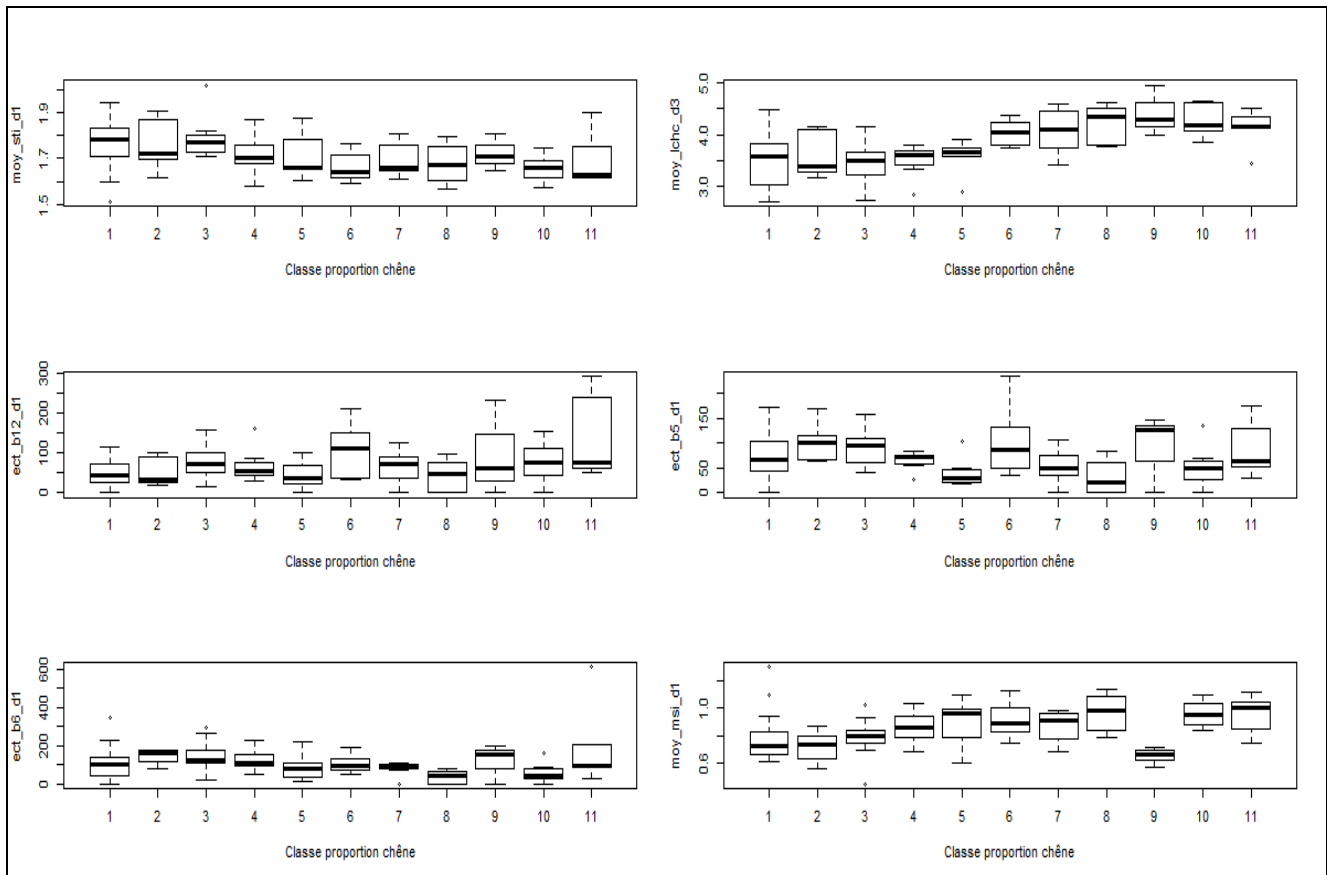 moy_sti_d1
1.5 1.7 1.9
1 2 3 4 5 6 7 8 9 10 11
Classe proportion chêne
moy_lchc_d3
3.0 4.0 5.0
1 2 3 4 5 6 7 8 9 10 11
Classe proportion chêne
ect_b12_d1
0 100 200 300
1 2 3 4 5 6 7 8 9 10 11
Classe proportion chêne
ect_b5_d1
0 50 150
1 2 3 4 5 6 7 8 9 10 11
Classe proportion chêne
ect_b6_d1
0 200 400 600
1 2 3 4 5 6 7 8 9 10 11
Classe proportion chêne
moy_msi_d1
0.6 1.0
1 2 3 4 5 6 7 8 9 10 11
Classe proportion chêne